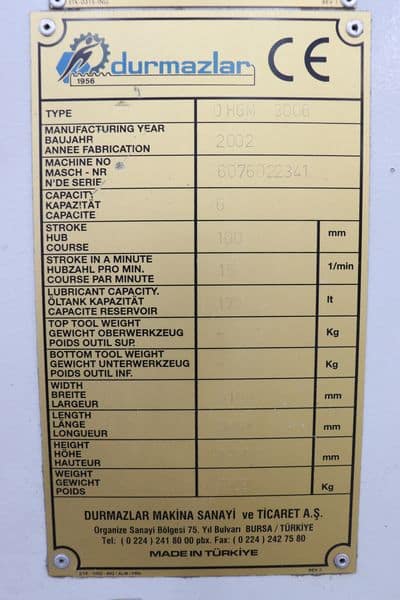 durmazlar
1956
CE
TYPE
MANUFACTURING YEAR
BAUJAHR
ANNEE FABRICATION
2002
MACHINE NO
MASCH - NR
N'DE SERIE
6076022341
CAPACITY
KAPAZITÄT
CAPACITE
6
STROKE
HUB
COURSE
100
mm
STROKE IN A MINUTE
HUBZAHL PRO MIN.
COURSE PAR MINUTE
1/min
LUBRICANT CAPACITY.
ÖLTANK KAPAZITÄT
CAPACITE RESERVOIR
lt
TOP TOOL WEIGHT
GEWICHT OBERWERKZEUG
POIDS OUTIL SUP.
Kg
BOTTOM TOOL WEIGHT
GEWICHT UNTERWERKZEUG
POIDS OUTIL INF.
Kg
WIDTH
BREITE
LARGEUR
mm
LENGTH
LÄNGE
LONGUEUR
mm
HEIGHT
HÖHE
HAUTEUR
mm
WEIGHT
GEWICHT
POIDS
Kg
DURMAZLAR MAKİNA SANAYİ ve TİCARET A.Ş.
Organize Sanayi Bölgesi 75. Yıl Bulvarı BURSA / TÜRKİYE
Tel: ( 0 224 ) 241 80 00 pbx. Fax: ( 0 224 ) 242 75 80
MADE IN TÜRKİYE